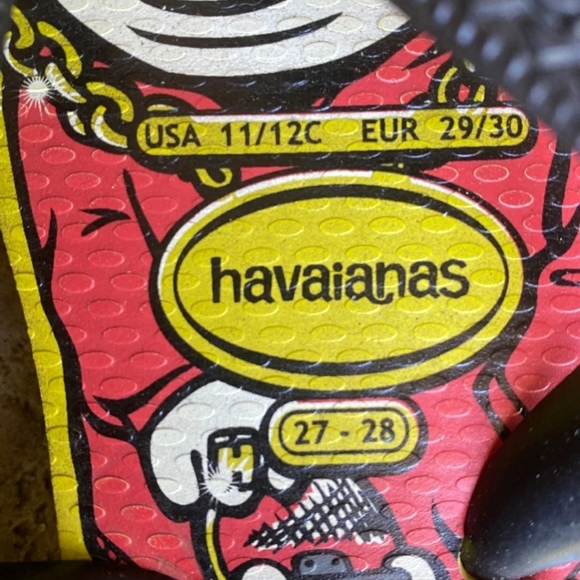 USA 11/12C EUR 29/30
havaianas
27 - 28
H